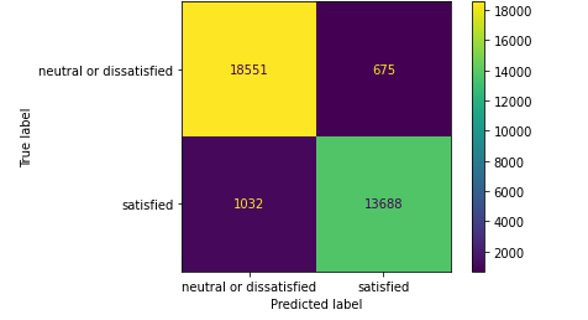 neutral or dissatisfied
18551
675
satisfied
1032
13688
neutral or dissatisfied
satisfied
Predicted label
True label
18000
16000
14000
12000
10000
8000
6000
4000
2000